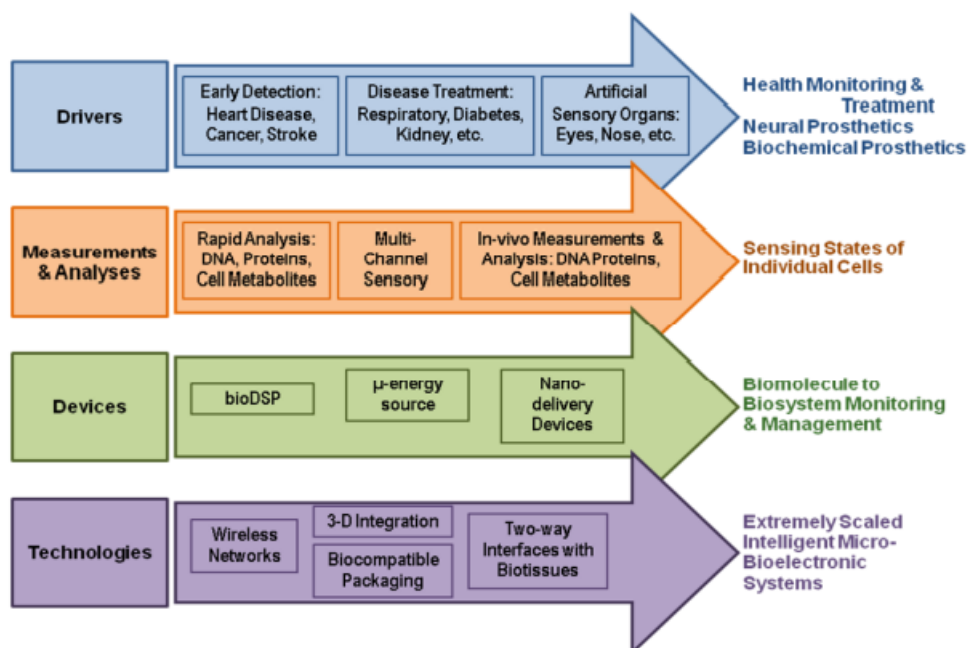 Drivers
Early Detection:
Heart Disease,
Cancer, Stroke
Disease Treatment:
Respiratory, Diabetes,
Kidney, etc.
Artificial
Sensory Organs:
Eyes, Nose, etc.
Health Monitoring &
Treatment
Neural Prosthetics
Biochemical Prosthetics
Measurements
& Analyses
Rapid Analysis:
DNA, Proteins,
Cell Metabolites
Multi-
Channel
Sensory
In-vivo Measurements &
Analysis: DNA Proteins,
Cell Metabolites
Sensing States of
Individual Cells
Devices
bioDSP
µ-energy
source
Nano-
delivery
Devices
Biomolecule to
Biosystem Monitoring
& Management
Technologies
Wireless
Networks
3-D Integration
Biocompatible
Packaging
Two-way
Interfaces with
Biotissues
Extremely Scaled
Intelligent Micro-
Bioelectronic
Systems